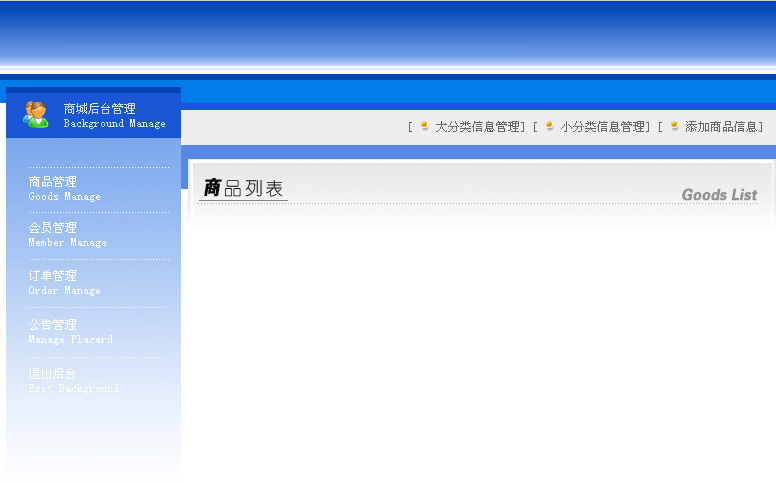 商城后台管理
Background Manage
[ 大分类信息管理] [ 小分类信息管理] [ 添加商品信息]
商品管理
Goods Manage
会员管理
Member Manage
订单管理
Order Manage
公告管理
Manage Placard
退出后台
Exit Background
商品列表
Goods List